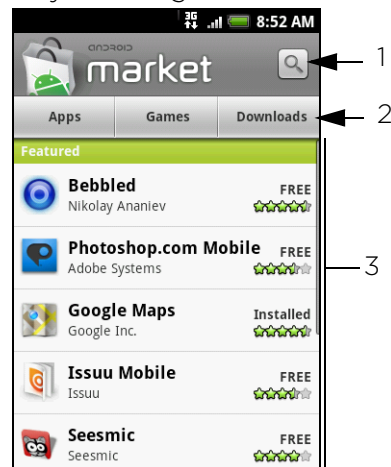 3G 8:52 AM
ANDROID
market
1
Apps Games Downloads
2
Featured
Bebbled
FREE
Nikolay Ananiev
Photoshop.com Mobile FREE
Adobe Systems
3
Google Maps
Installed
Google Inc.
Issuu Mobile
FREE
Issuu
Seesmic
FREE
Seesmic